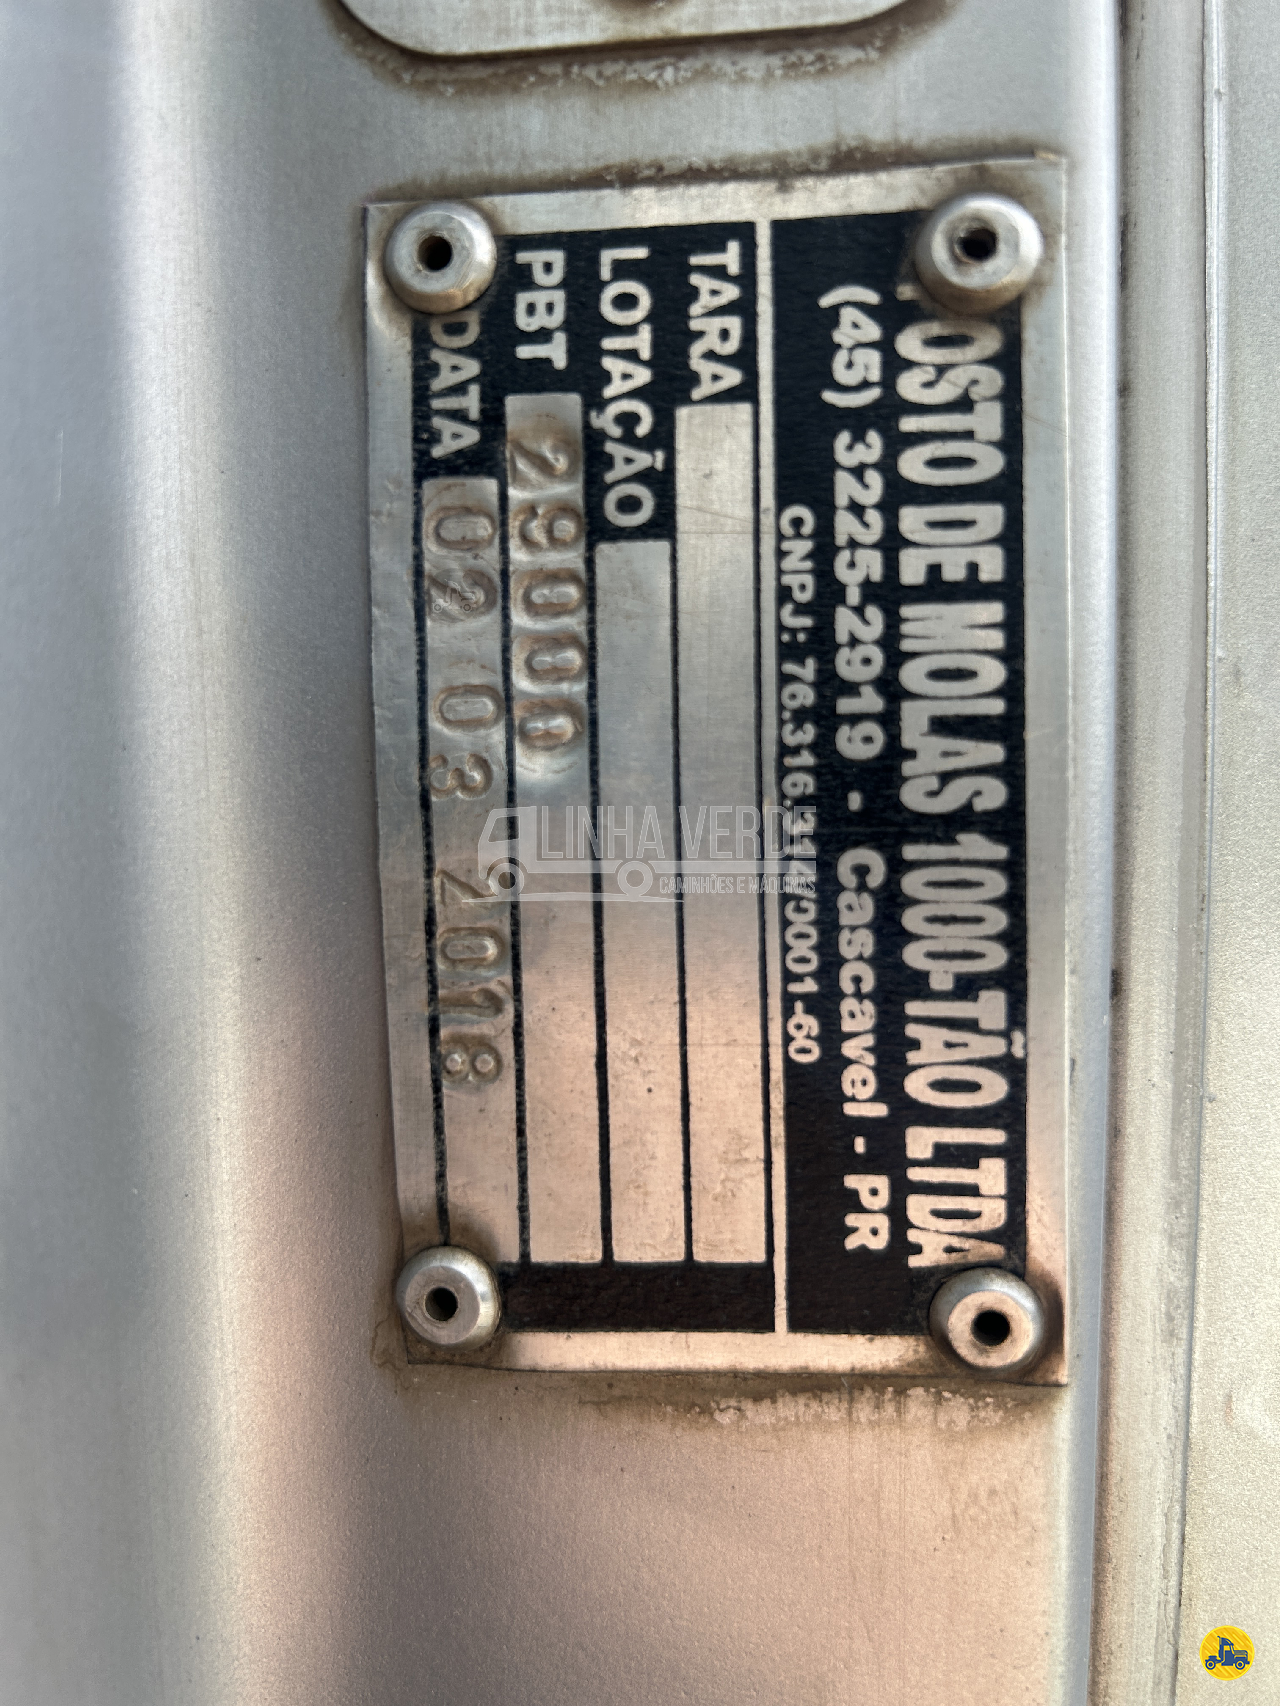 POSTO DE MOLAS 1000-TÃO LTDA
(45) 3225-2919 - Cascavel - PR
CNPJ: 76.316. 0001-60
TARA
LOTAÇÃO
PBT 29000
DATA 02 03 2018
LINHA VERDE
CAMINHÕES E MÁQUINAS